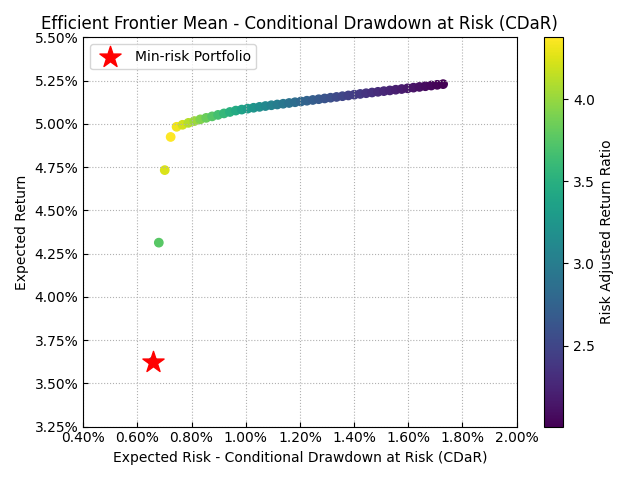 Efficient Frontier Mean - Conditional Drawdown at Risk (CDaR)
5.50%
5.25%
5.00%
4.75%
4.50%
4.25%
4.00%
3.75%
3.50%
3.25%
Expected Return
Min-risk Portfolio
0.40% 0.60% 0.80% 1.00% 1.20% 1.40% 1.60% 1.80% 2.00%
Expected Risk - Conditional Drawdown at Risk (CDaR)
4.0
3.5
3.0
2.5
Risk Adjusted Return Ratio